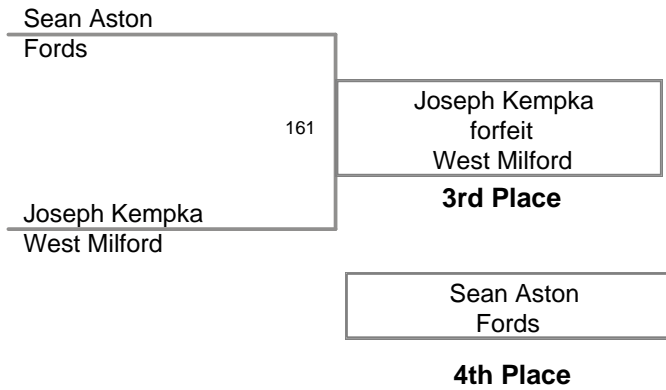 Sean Aston
Fords
161
Joseph Kempka
forfeit
West Milford
3rd Place
Joseph Kempka
West Milford
Sean Aston
Fords
4th Place